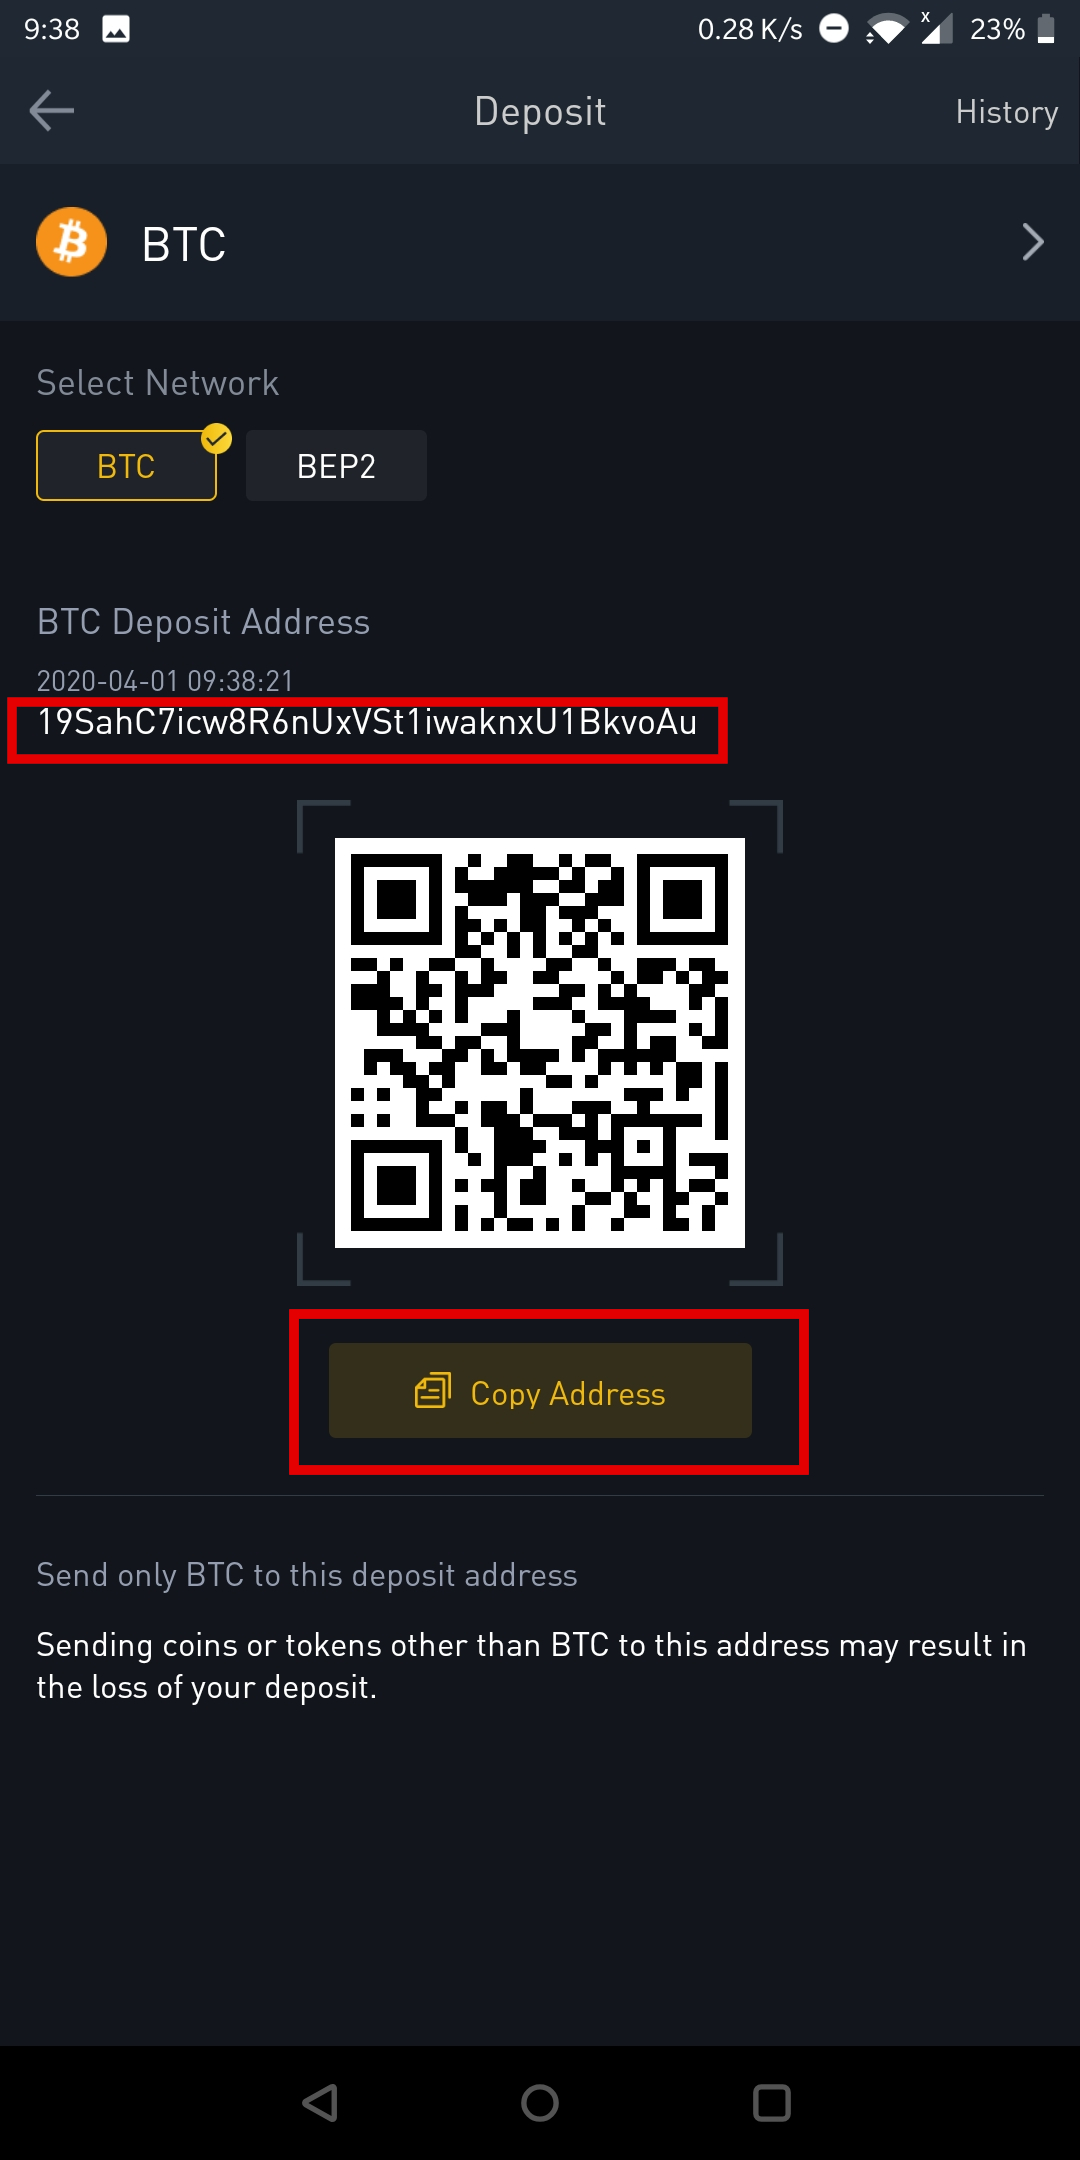 9:38 0.28 K/s 23%
Deposit History
BTC
Select Network
BTC BEP2
BTC Deposit Address
2020-04-01 09:38:21
19SahC7icw8R6nUxVSt1iwaknxU1BkvoAu
Copy Address
Send only BTC to this deposit address
Sending coins or tokens other than BTC to this address may result in
the loss of your deposit.